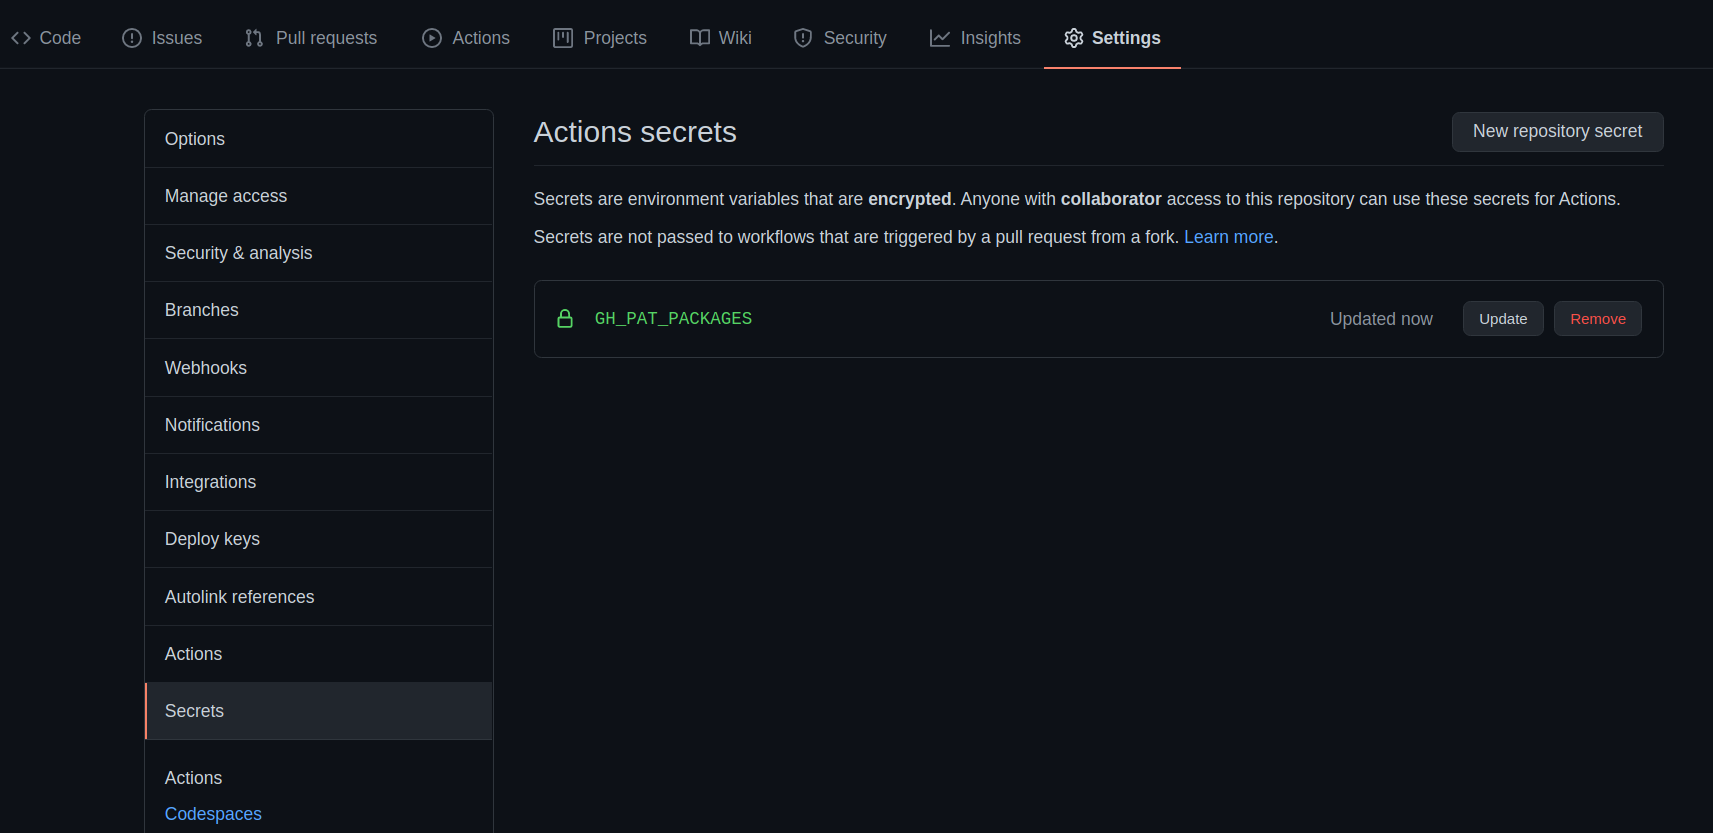 Code Issues Pull requests Actions Projects Wiki Security Insights Settings
Options
Manage access
Security & analysis
Branches
Webhooks
Notifications
Integrations
Deploy keys
Autolink references
Actions
Secrets
Actions
Codespaces
Actions secrets
New repository secret
Secrets are environment variables that are encrypted. Anyone with collaborator access to this repository can use these secrets for Actions.
Secrets are not passed to workflows that are triggered by a pull request from a fork. Learn more.
GH_PAT_PACKAGES Updated now Update Remove